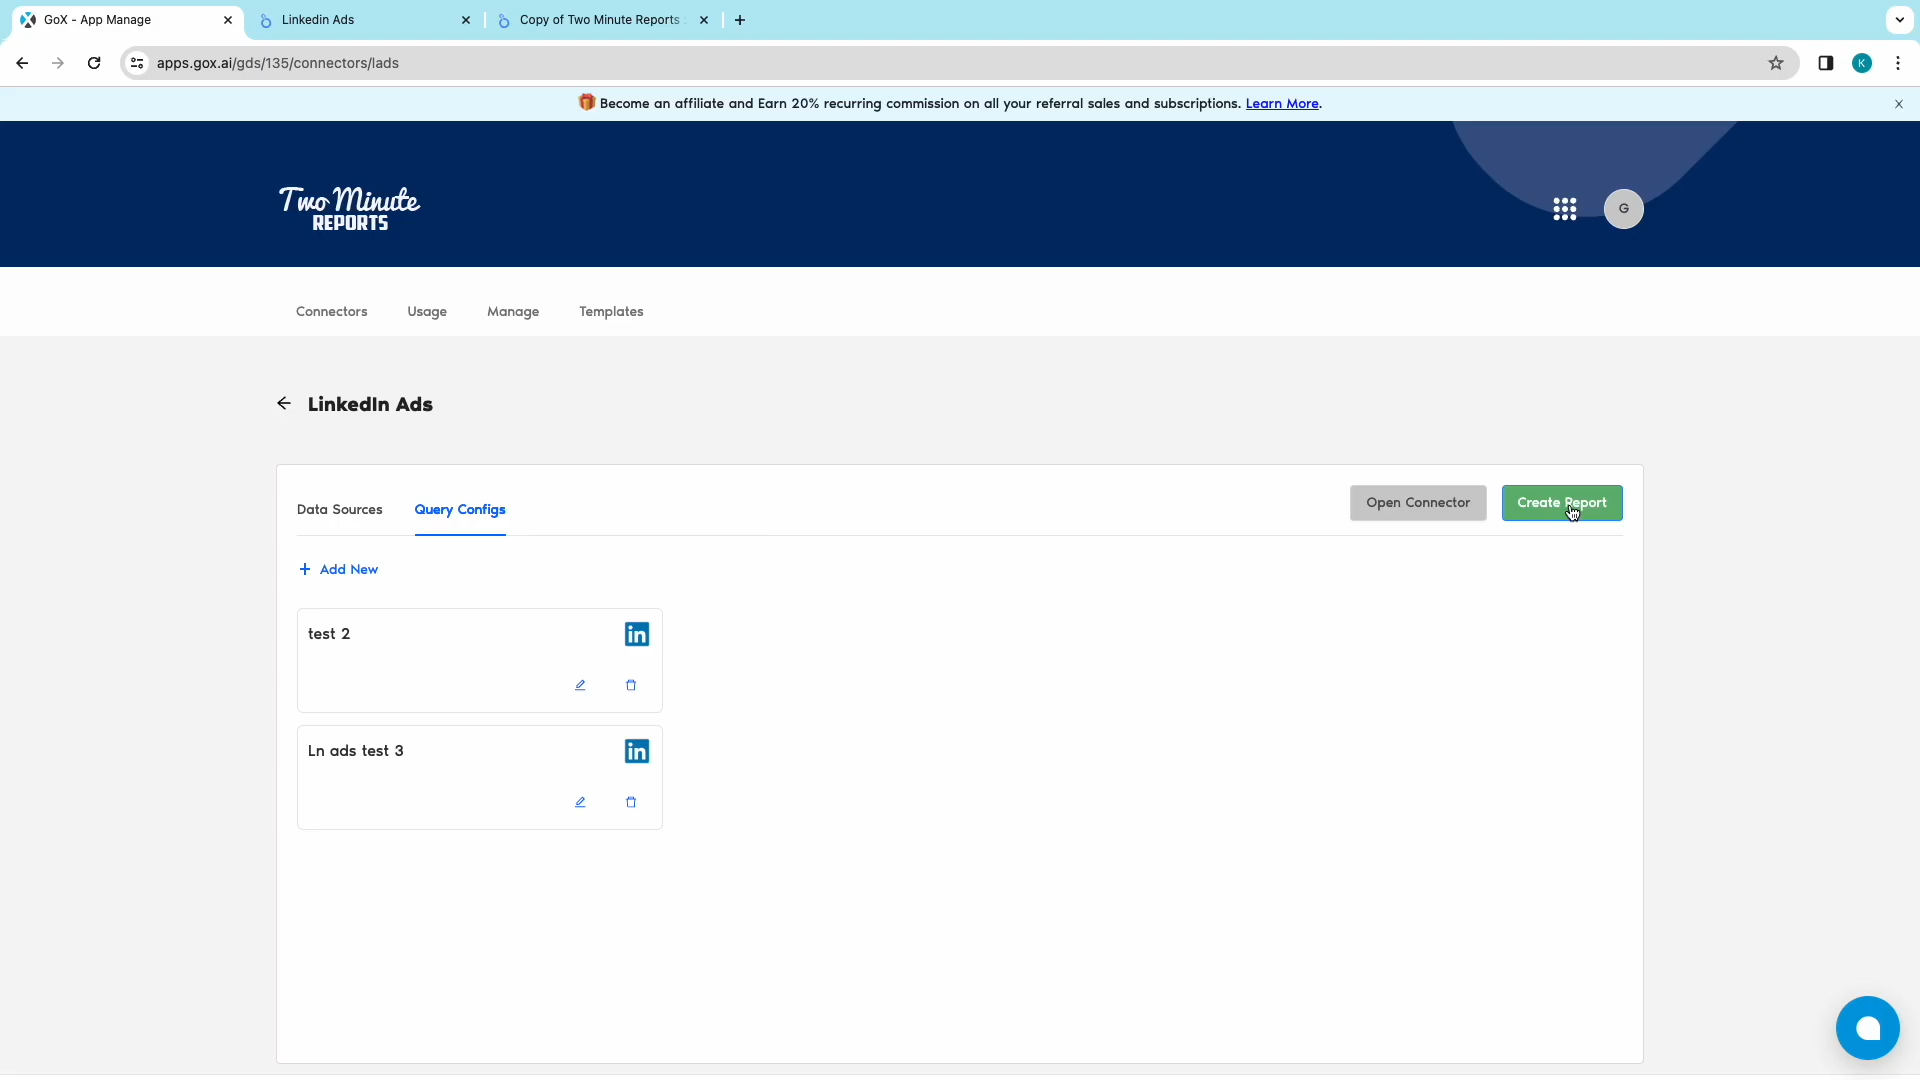 GoX - App Manage
Linkedin Ads
Copy of Two Minute Reports
apps.gox.ai/gds/135/connectors/lads
K
Become an affiliate and Earn 20% recurring commission on all your referral sales and subscriptions. Learn More.
X
Two Minute
REPORTS
G
Connectors
Usage
Manage
Templates
LinkedIn Ads
Data Sources
Query Configs
Open Connector
Create Report
+ Add New
test 2
in
Ln ads test 3
in